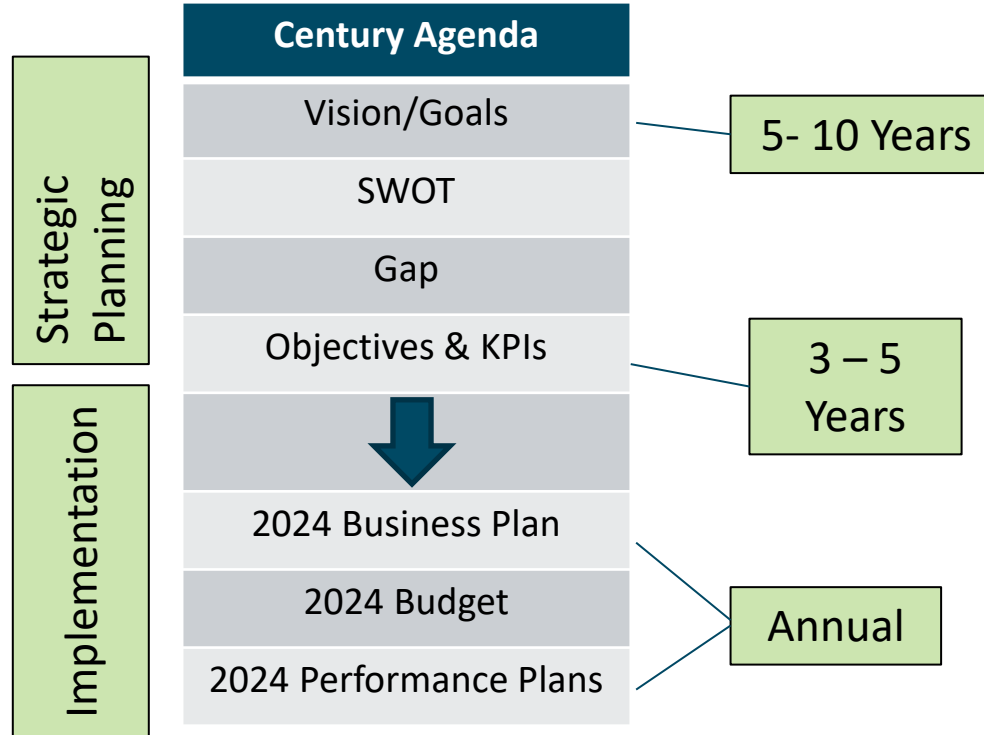 Century Agenda
Strategic
Planning
Vision/Goals
5- 10 Years
SWOT
Gap
Objectives & KPIs
3 – 5
Years
Implementation
2024 Business Plan
2024 Budget
Annual
2024 Performance Plans